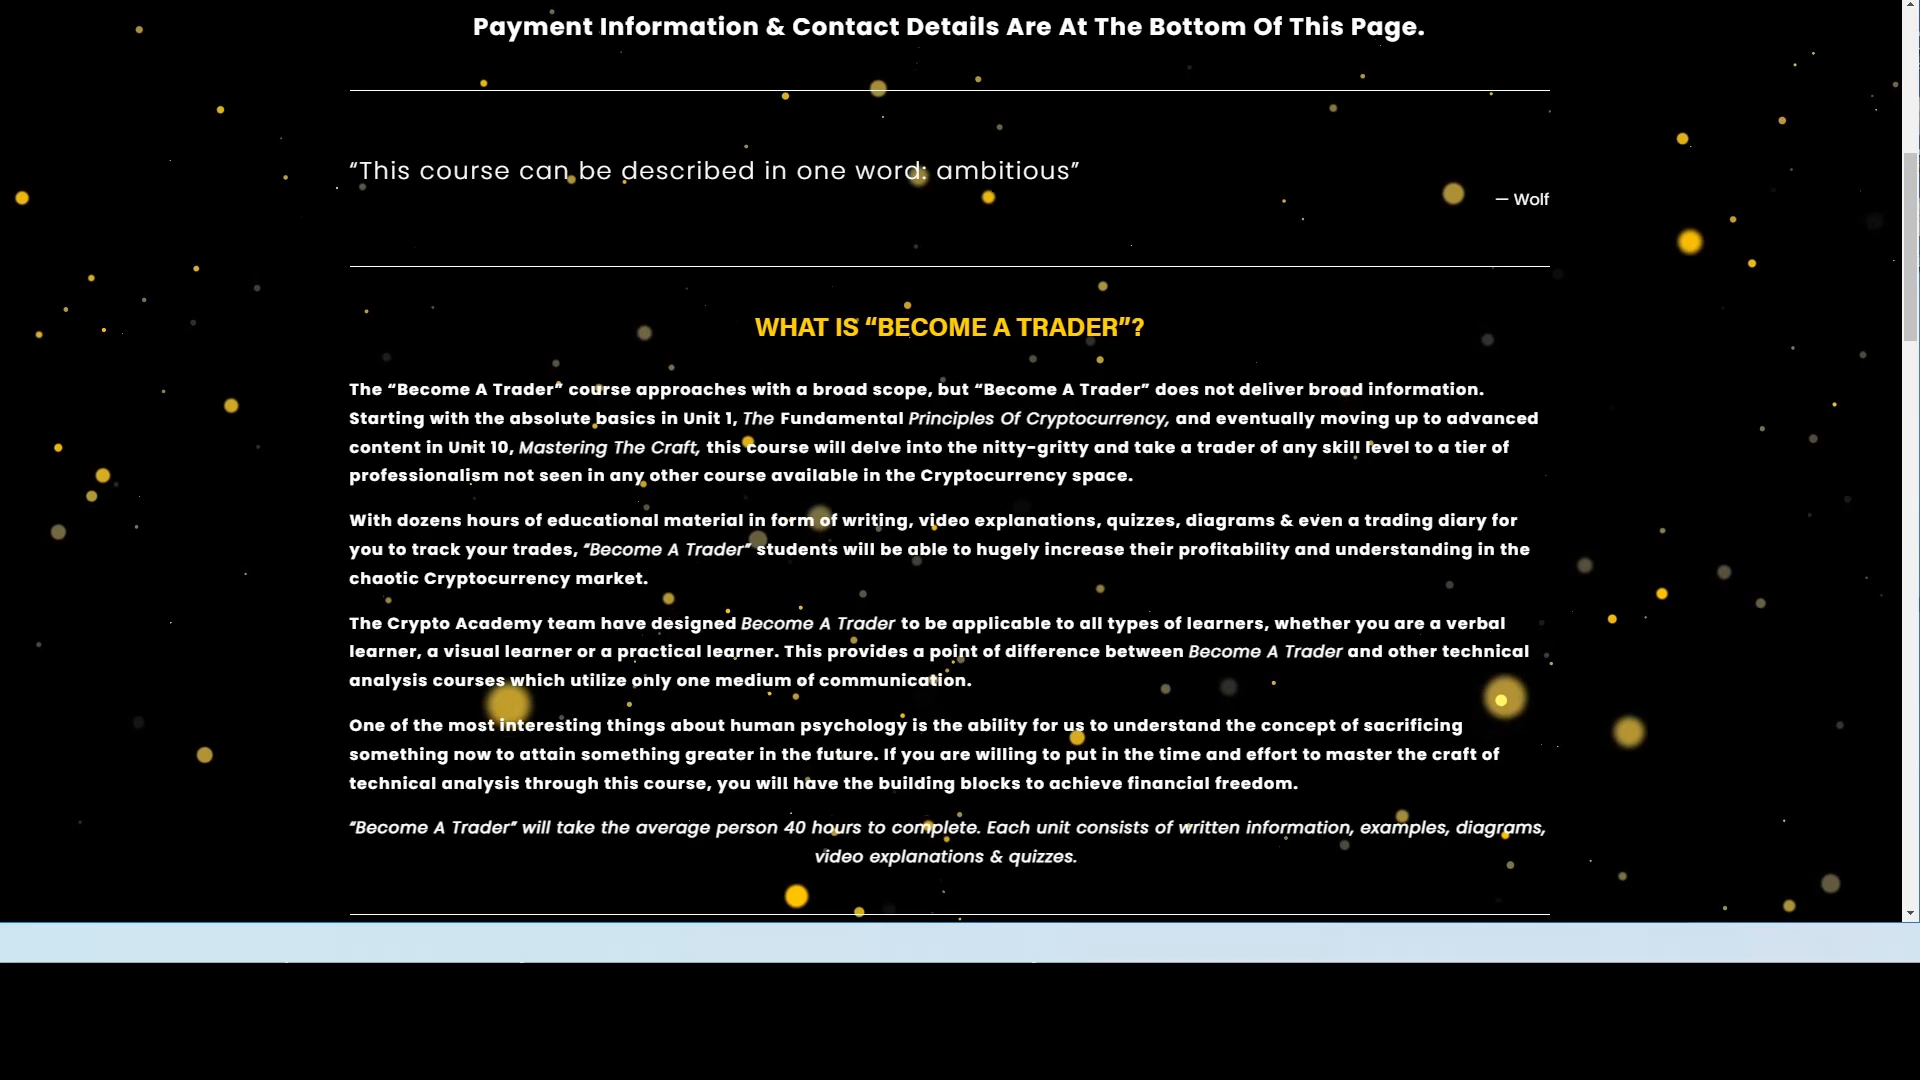 Payment Information & Contact Details Are At The Bottom Of This Page.
“This course can be described in one word: ambitious”
— Wolf
WHAT IS “BECOME A TRADER”?
The “Become A Trader” course approaches with a broad scope, but “Become A Trader” does not deliver broad information.
Starting with the absolute basics in Unit 1, The Fundamental Principles Of Cryptocurrency, and eventually moving up to advanced
content in Unit 10, Mastering The Craft, this course will delve into the nitty-gritty and take a trader of any skill level to a tier of
professionalism not seen in any other course available in the Cryptocurrency space.
With dozens hours of educational material in form of writing, video explanations, quizzes, diagrams & even a trading diary for
you to track your trades, “Become A Trader” students will be able to hugely increase their profitability and understanding in the
chaotic Cryptocurrency market.
The Crypto Academy team have designed Become A Trader to be applicable to all types of learners, whether you are a verbal
learner, a visual learner or a practical learner. This provides a point of difference between Become A Trader and other technical
analysis courses which utilize only one medium of communication.
One of the most interesting things about human psychology is the ability for us to understand the concept of sacrificing
something now to attain something greater in the future. If you are willing to put in the time and effort to master the craft of
technical analysis through this course, you will have the building blocks to achieve financial freedom.
“Become A Trader” will take the average person 40 hours to complete. Each unit consists of written information, examples, diagrams,
video explanations & quizzes.